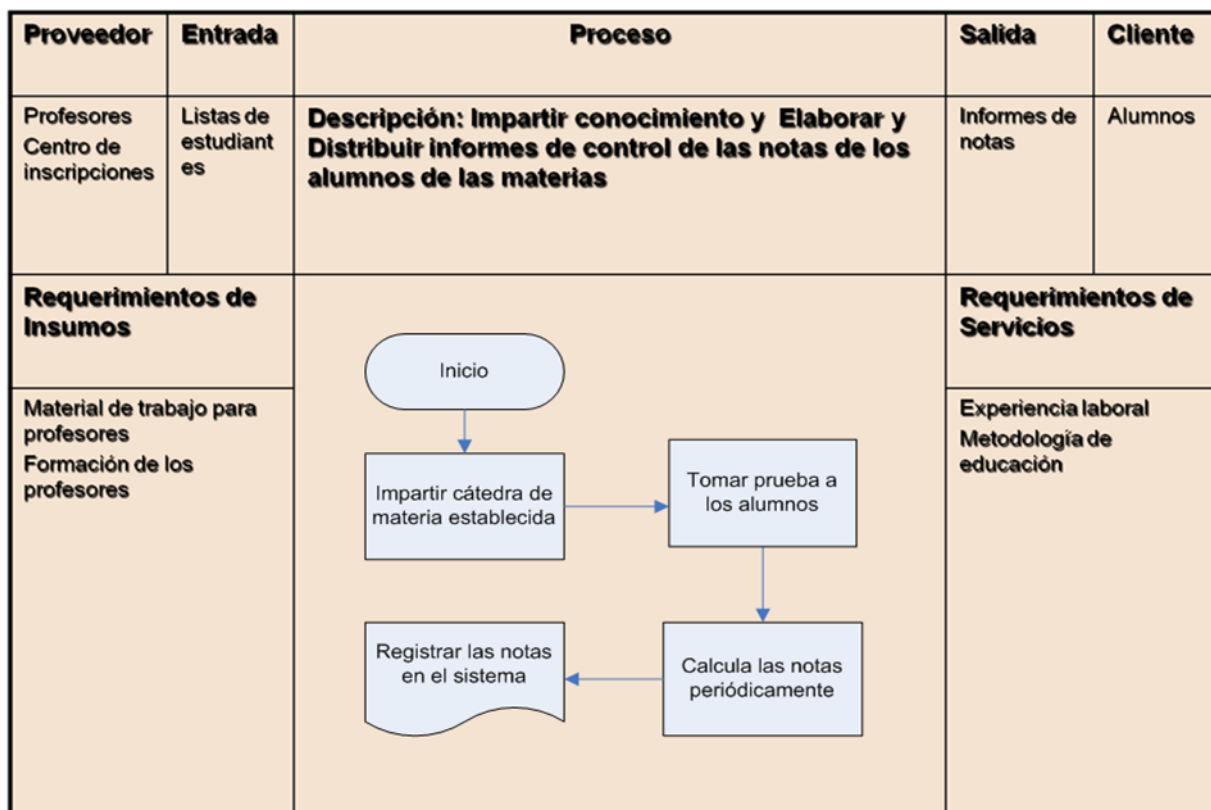 Proveedor
Entrada
Proceso
Salida
Cliente
Profesores
Centro de
inscripciones
Listas de
estudiant
es
Descripción: Impartir conocimiento y  Elaborar y
Distribuir informes de control de las notas de los
alumnos de las materias
Informes de
notas
Alumnos
Requerimientos de
Insumos
Material de trabajo para
profesores
Formación de los
profesores
Inicio
Impartir cátedra de
materia establecida
Tomar prueba a
los alumnos
Calcula las notas
periódicamente
Registrar las notas
en el sistema
Requerimientos de
Servicios
Experiencia laboral
Metodología de
educación